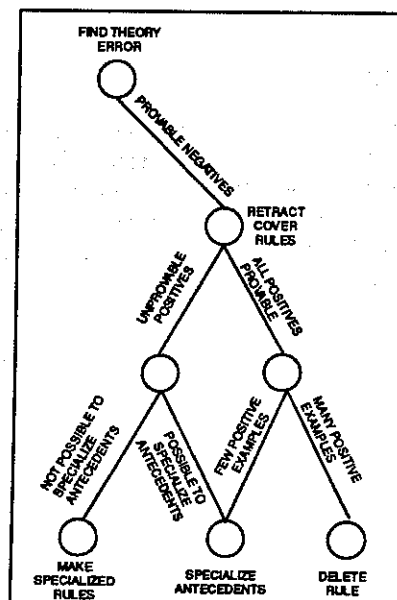 FIND THEORY
ERROR
PROVABLE NEGATIVES
RETRACT
COVER
RULES
UNPROVABLE
POSITIVES
ALL POSITIVES
PROVABLE
NOT POSSIBLE TO
SPECIALIZE
ANTECEDENTS
POSSIBLE TO
SPECIALIZE
ANTECEDENTS
FEW POSITIVE
EXAMPLES
MANY POSITIVE
EXAMPLES
MAKE
SPECIALIZED
RULES
SPECIALIZE
ANTECEDENTS
DELETE
RULE